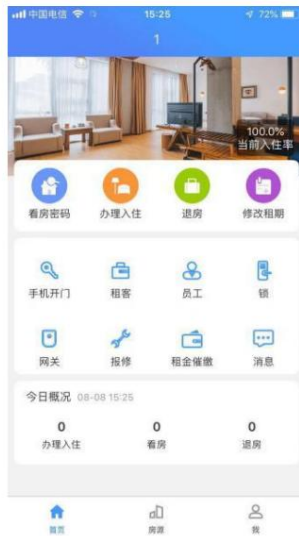 中国电信 15:25 72%
1
100.0%
当前入住率
看房密码 办理入住 退房 修改租期
手机开门 租客 员工 锁
网关 报修 租金催缴 消息
今日概况 08-08 15:25
0 0 0
办理入住 看房 退房
首页 房源 我